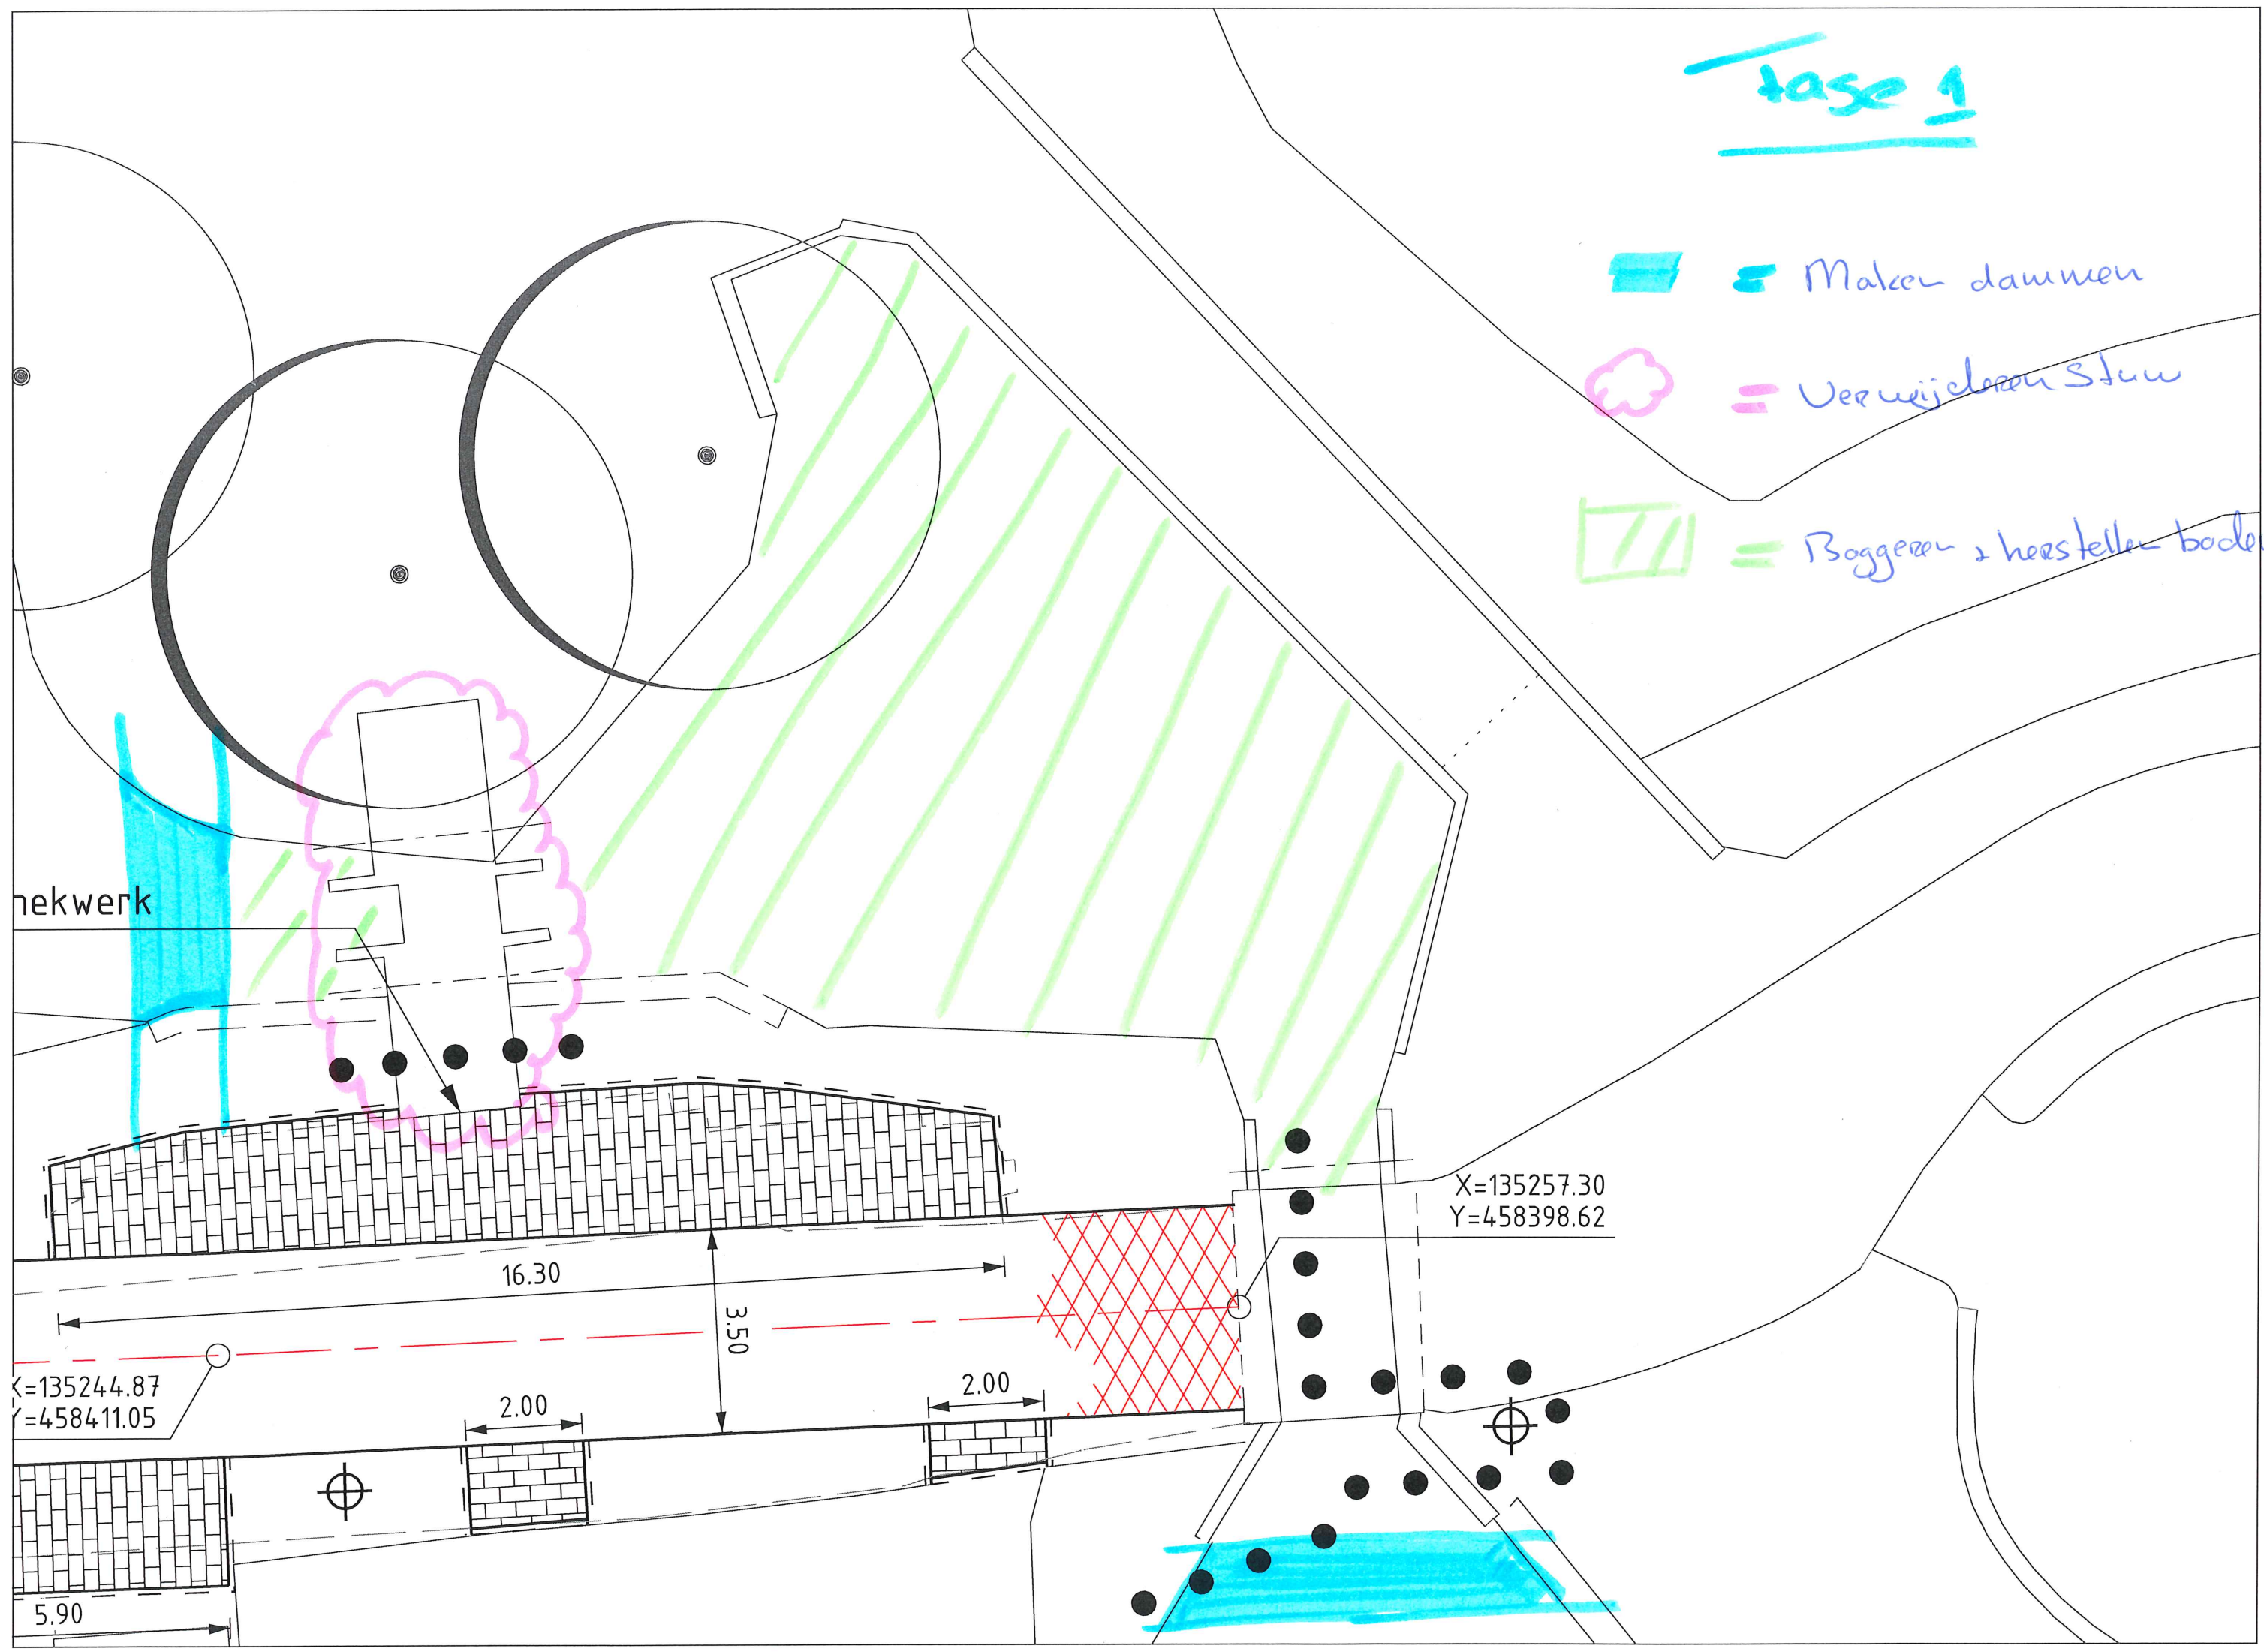 Fase 1
= Maken dammen
= Verwijderen Stuw
= Baggeren & herstellen bode
hekwerk
X=135257.30
Y=458398.62
16.30
3.50
X=135244.87
Y=458411.05
2.00
2.00
5.90